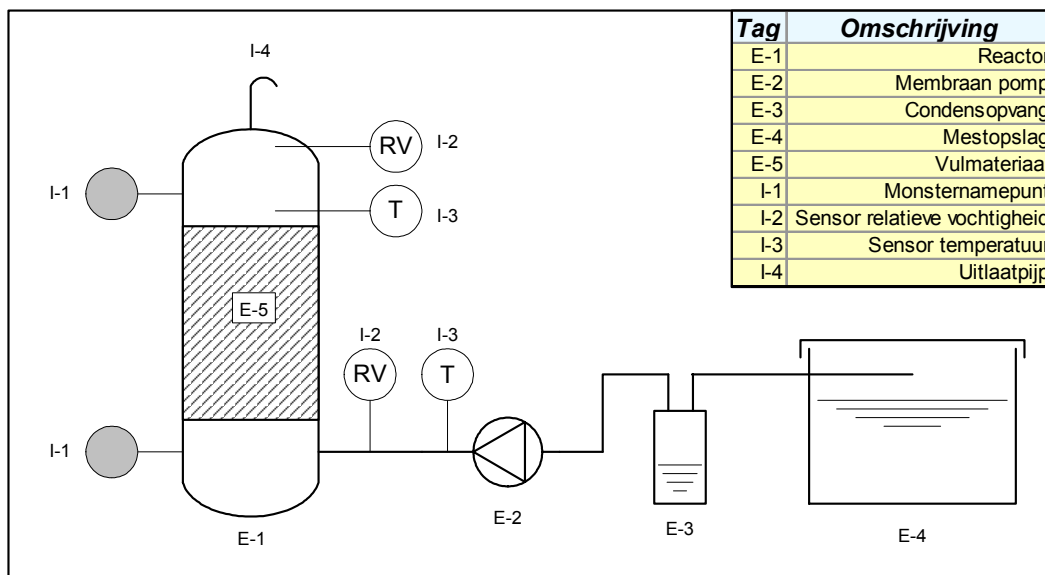 I-4
RV I-2
I-1
T I-3
E-5
I-2 I-3
RV T
I-1
E-2
E-3
E-4
E-1
Tag Omschrijving
E-1 Reactor
E-2 Membraan pomp
E-3 Condensopvang
E-4 Mestopslag
E-5 Vulmateriaa
I-1 Monsternamepunt
I-2 Sensor relatieve vochtigheid
I-3 Sensor temperatuur
I-4 Uitlaatpijp